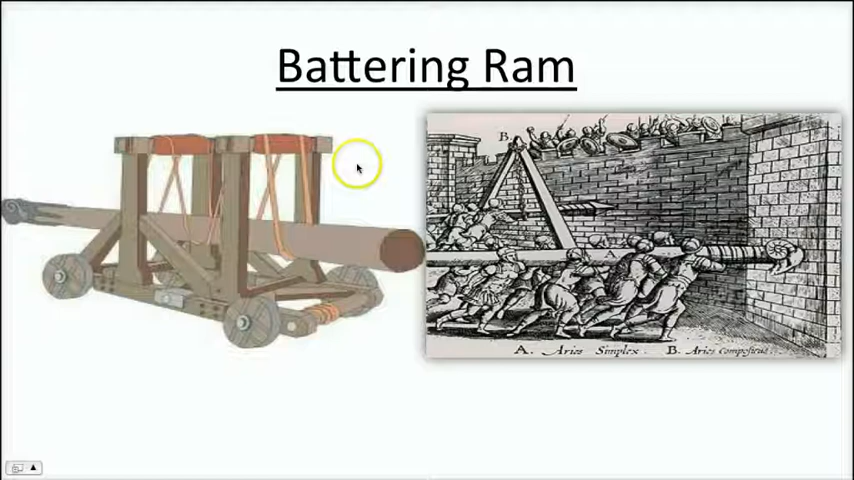 Battering Ram
B
A
A. Aries Simplex. B. Aries Compositus.